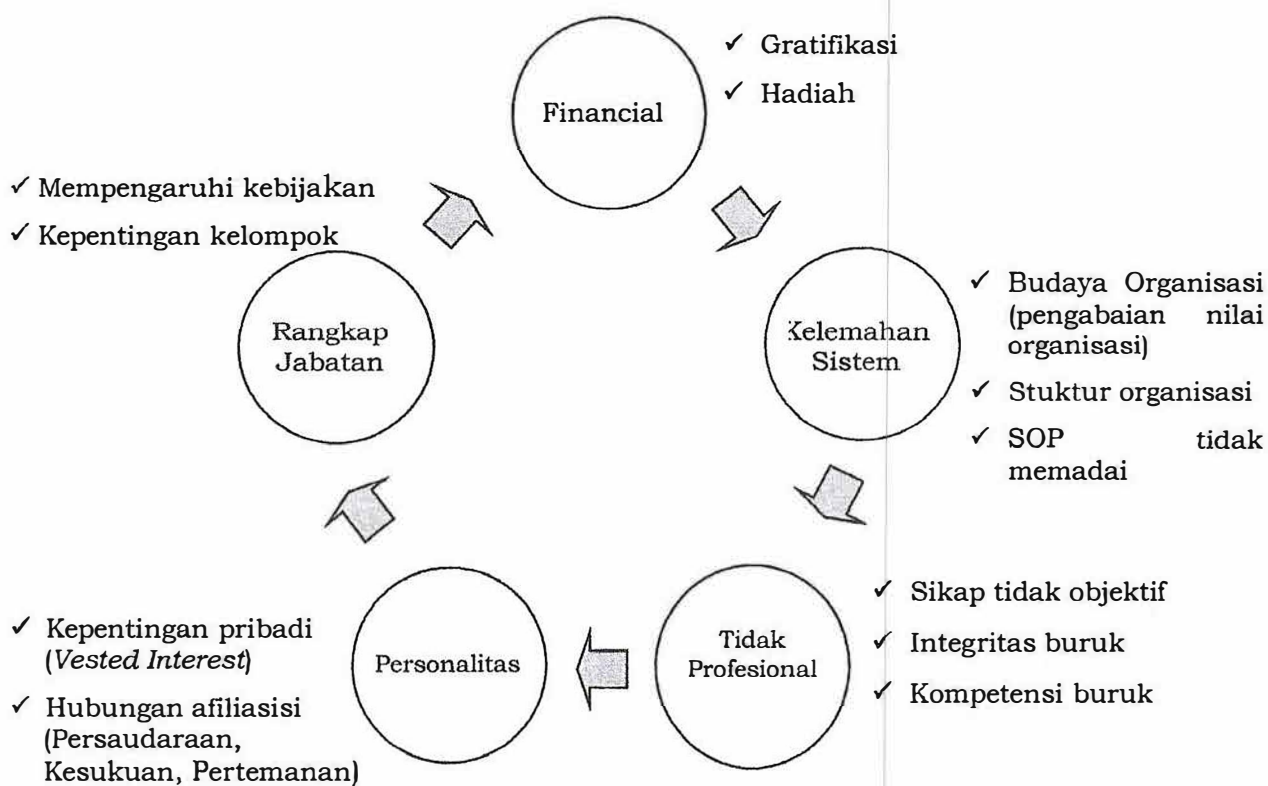 Financial
✓ Gratifikasi
✓ Hadiah
Kelemahan
Sistem
✓ Budaya Organisasi
(pengabaian nilai
organisasi)
✓ Stuktur organisasi
✓ SOP tidak
memadai
Tidak
Profesional
✓ Sikap tidak objektif
✓ Integritas buruk
✓ Kompetensi buruk
Personalitas
✓ Kepentingan pribadi
(Vested Interest)
✓ Hubungan afiliasisi
(Persaudaraan,
Kesukuan, Pertemanan)
Rangkap
Jabatan
✓ Mempengaruhi kebijakan
✓ Kepentingan kelompok